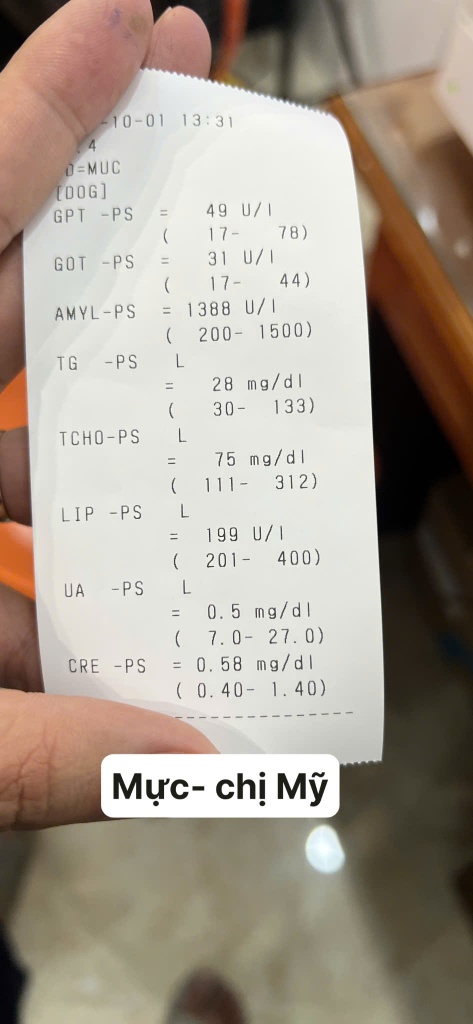 -10-01 13:31
4
=MUC
[DOG]
GPT -PS = 49 U/l
( 17- 78)
GOT -PS = 31 U/l
( 17- 44)
AMYL-PS = 1388 U/l
( 200- 1500)
TG -PS L
= 28 mg/dl
( 30- 133)
TCHO-PS L
= 75 mg/dl
( 111- 312)
LIP -PS L
= 199 U/l
( 201- 400)
UA -PS L
= 0.5 mg/dl
( 7.0- 27.0)
CRE -PS = 0.58 mg/dl
( 0.40- 1.40)
Mực- chị Mỹ